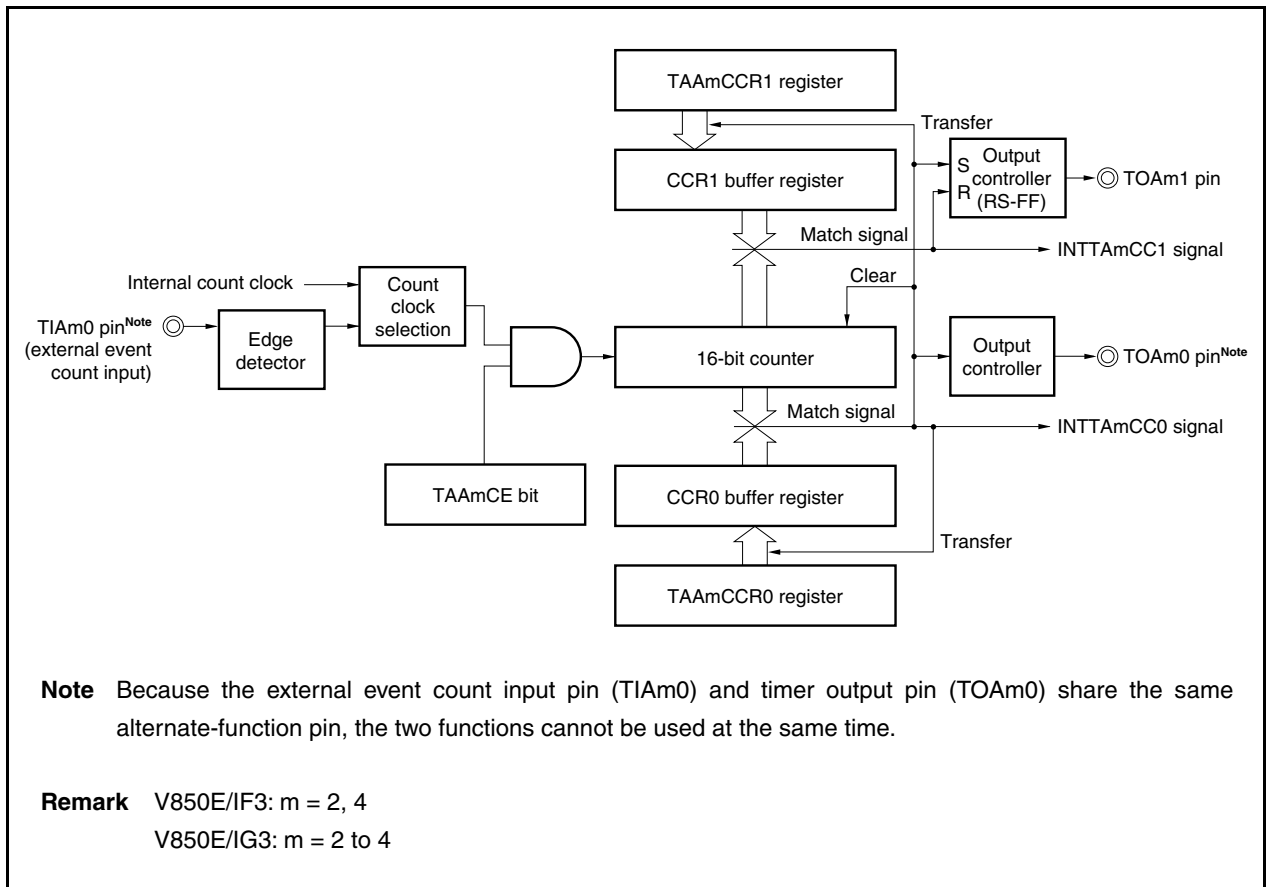 TAAmCCR1 register
Transfer
CCR1 buffer register
S
R
Output
controller
(RS-FF)
TOAm1 pin
Match signal
INTTAmCC1 signal
Internal count clock
Count
clock
selection
Clear
TIAm0 pinNote
(external event
count input)
Edge
detector
16-bit counter
Output
controller
TOAm0 pinNote
Match signal
INTTAmCC0 signal
TAAmCE bit
CCR0 buffer register
Transfer
TAAmCCR0 register
Note Because the external event count input pin (TIAm0) and timer output pin (TOAm0) share the same
alternate-function pin, the two functions cannot be used at the same time.
Remark V850E/IF3: m = 2, 4
V850E/IG3: m = 2 to 4